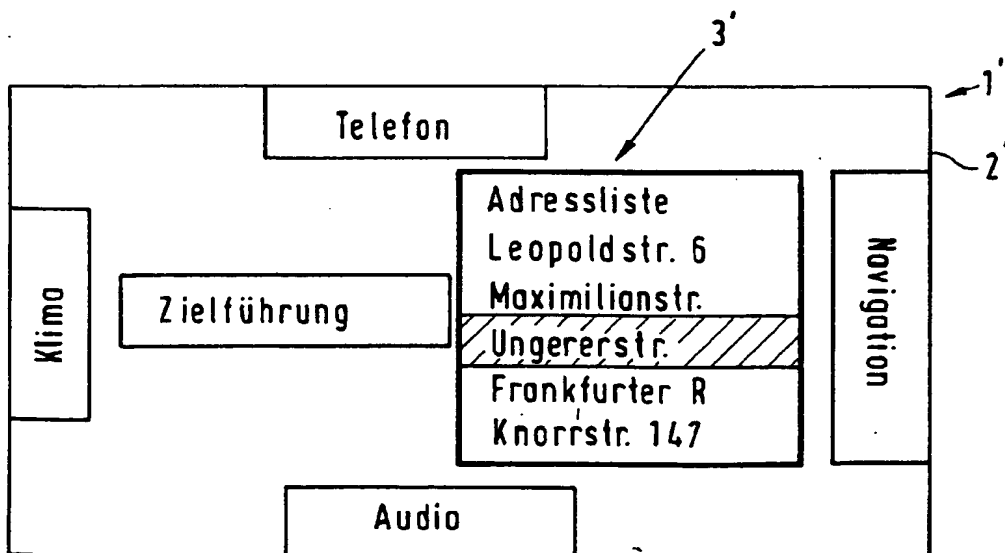 3'
1'
Telefon
2'
Adressliste
Leopoldstr. 6
Maximilianstr.
Klima
Zielführung
Ungererstr.
Navigation
Frankfurter R
Knorrstr. 147
Audio